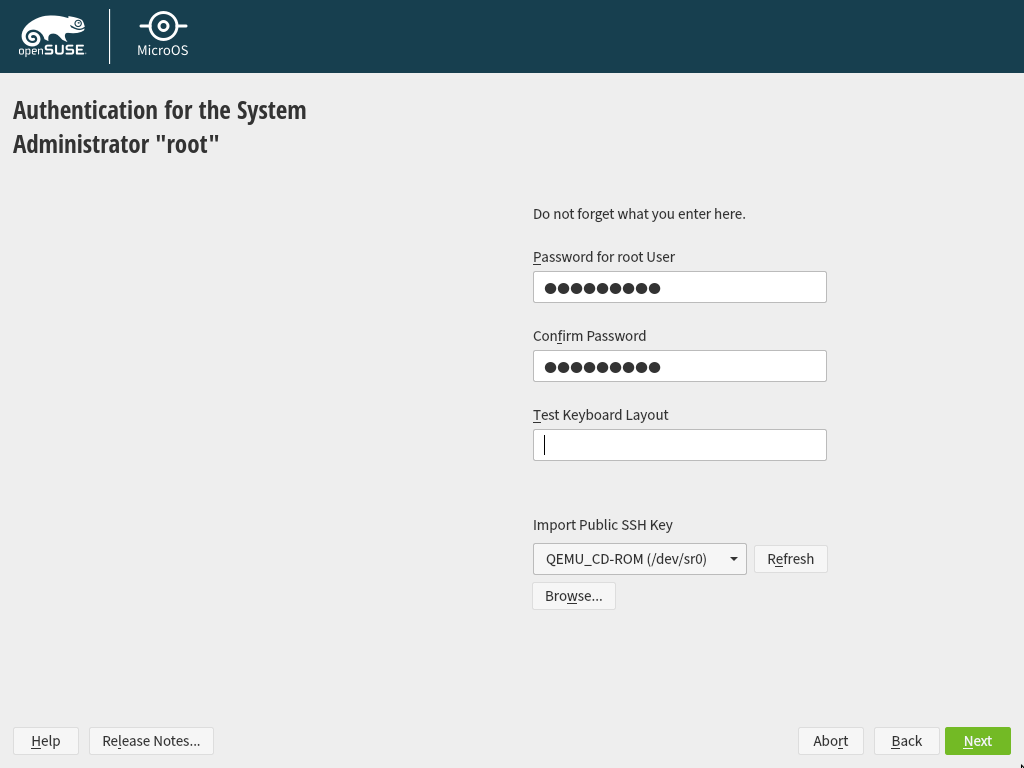 openSUSE
MicroOS
Authentication for the System
Administrator "root"
Do not forget what you enter here.
Password for root User
●●●●●●●●●
Confirm Password
●●●●●●●●●
Test Keyboard Layout
Import Public SSH Key
QEMU_CD-ROM (/dev/sr0)
Refresh
Browse...
Help
Release Notes...
Abort
Back
Next